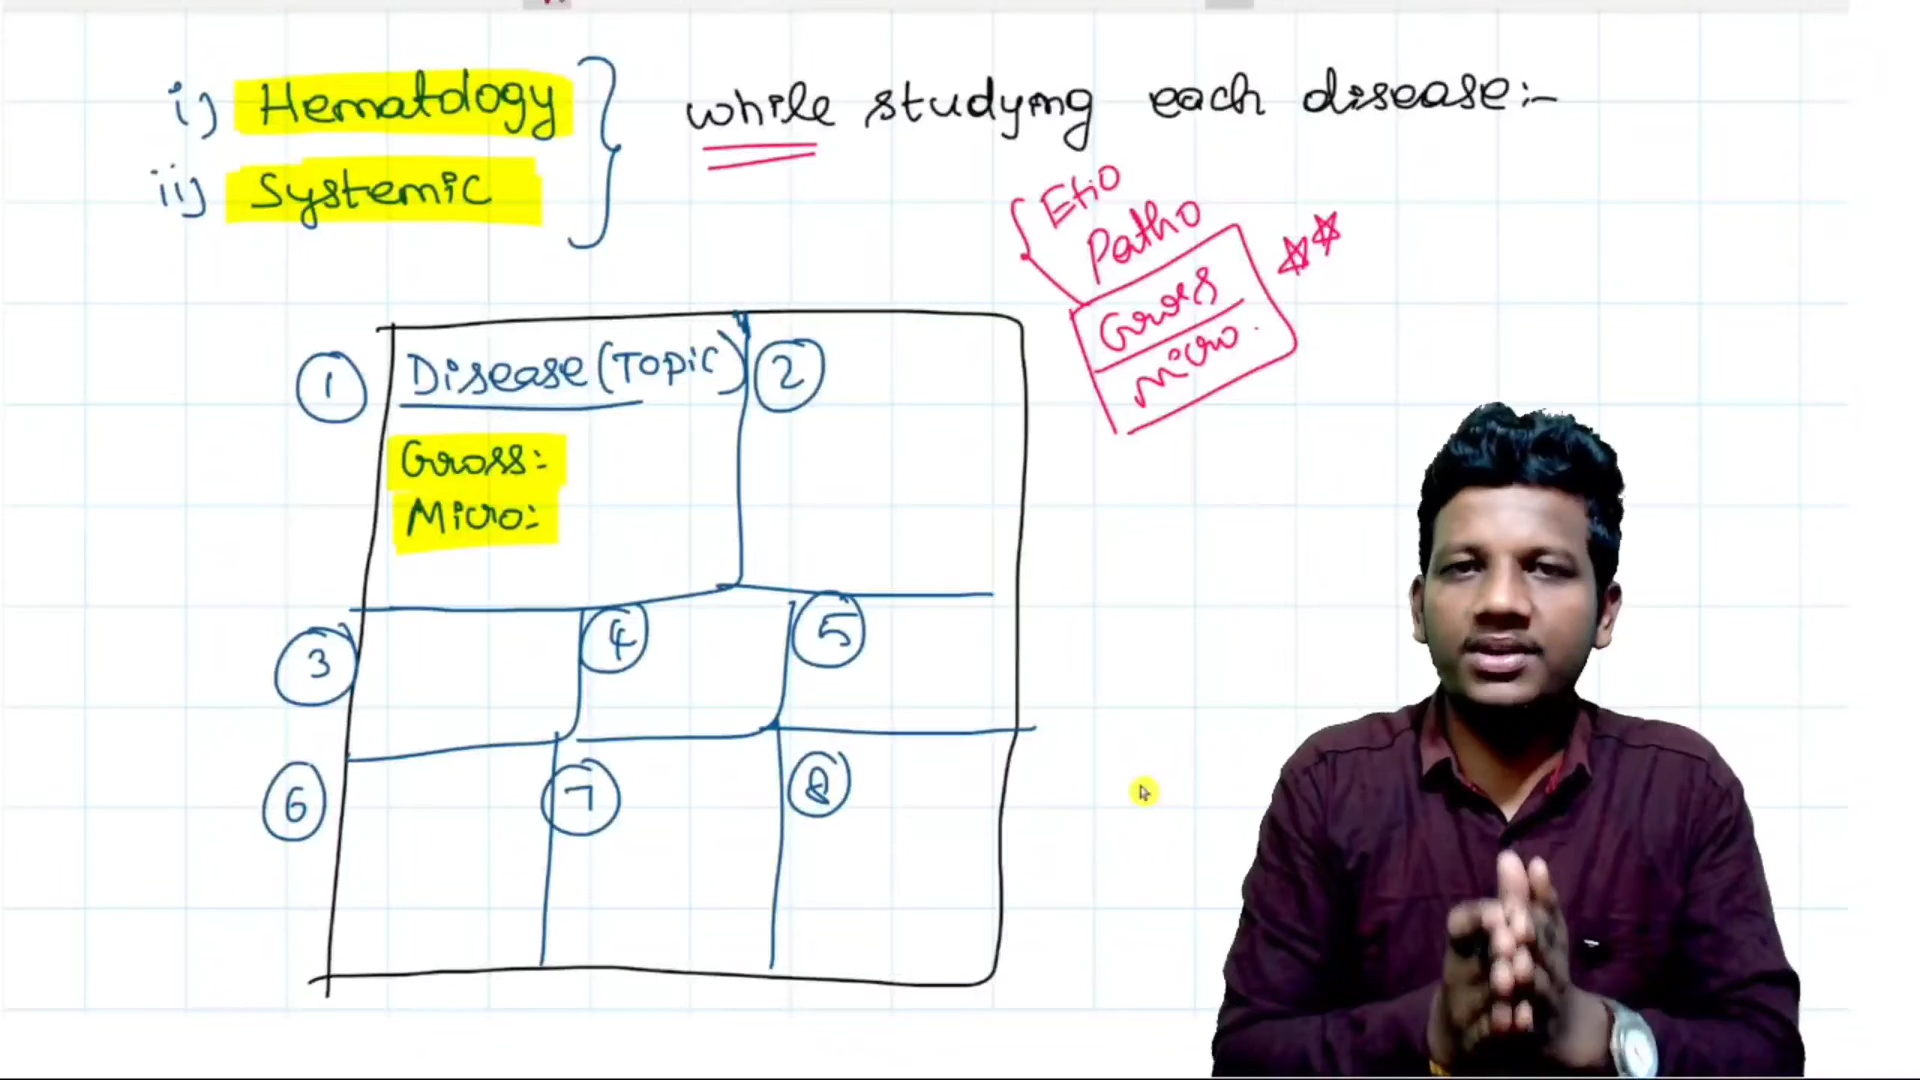 i) Hematology
ii) Systemic
while studying each disease:-
Etio
Patho
Gross
micro.
1 Disease (Topic) 2
Gross:
Micro:
3 4 5
6 7 8